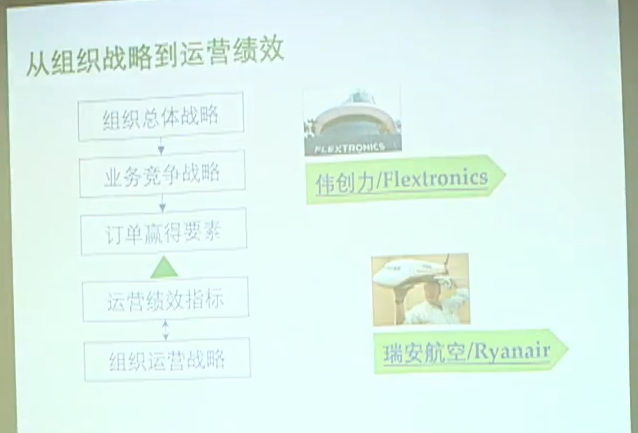 从组织战略到运营绩效
组织总体战略
业务竞争战略
订单赢得要素
运营绩效指标
组织运营战略
FLEXTRONICS
伟创力/Flextronics
瑞安航空/Ryanair